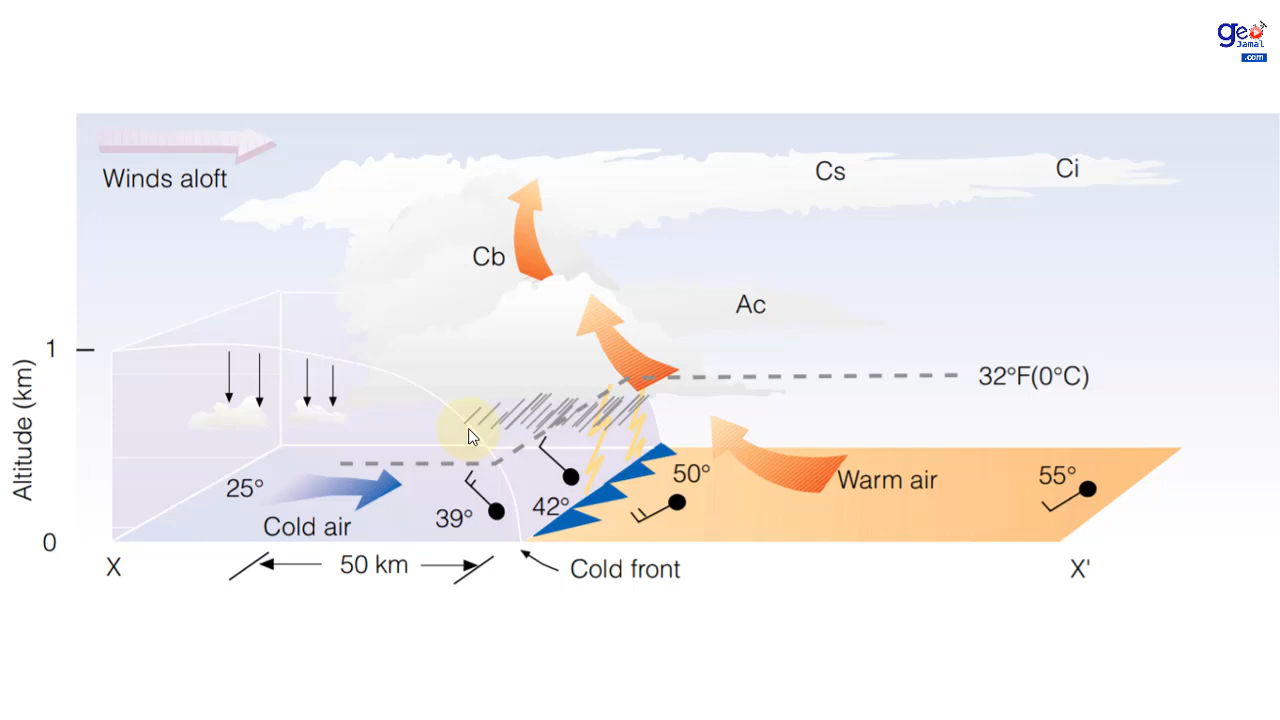 geo
Jamal
.com
Winds aloft
Cs
Ci
Cb
Ac
1
32°F(0°C)
Altitude (km)
50°
Warm air
55°
25°
42°
39°
Cold air
0
X
50 km
Cold front
X'